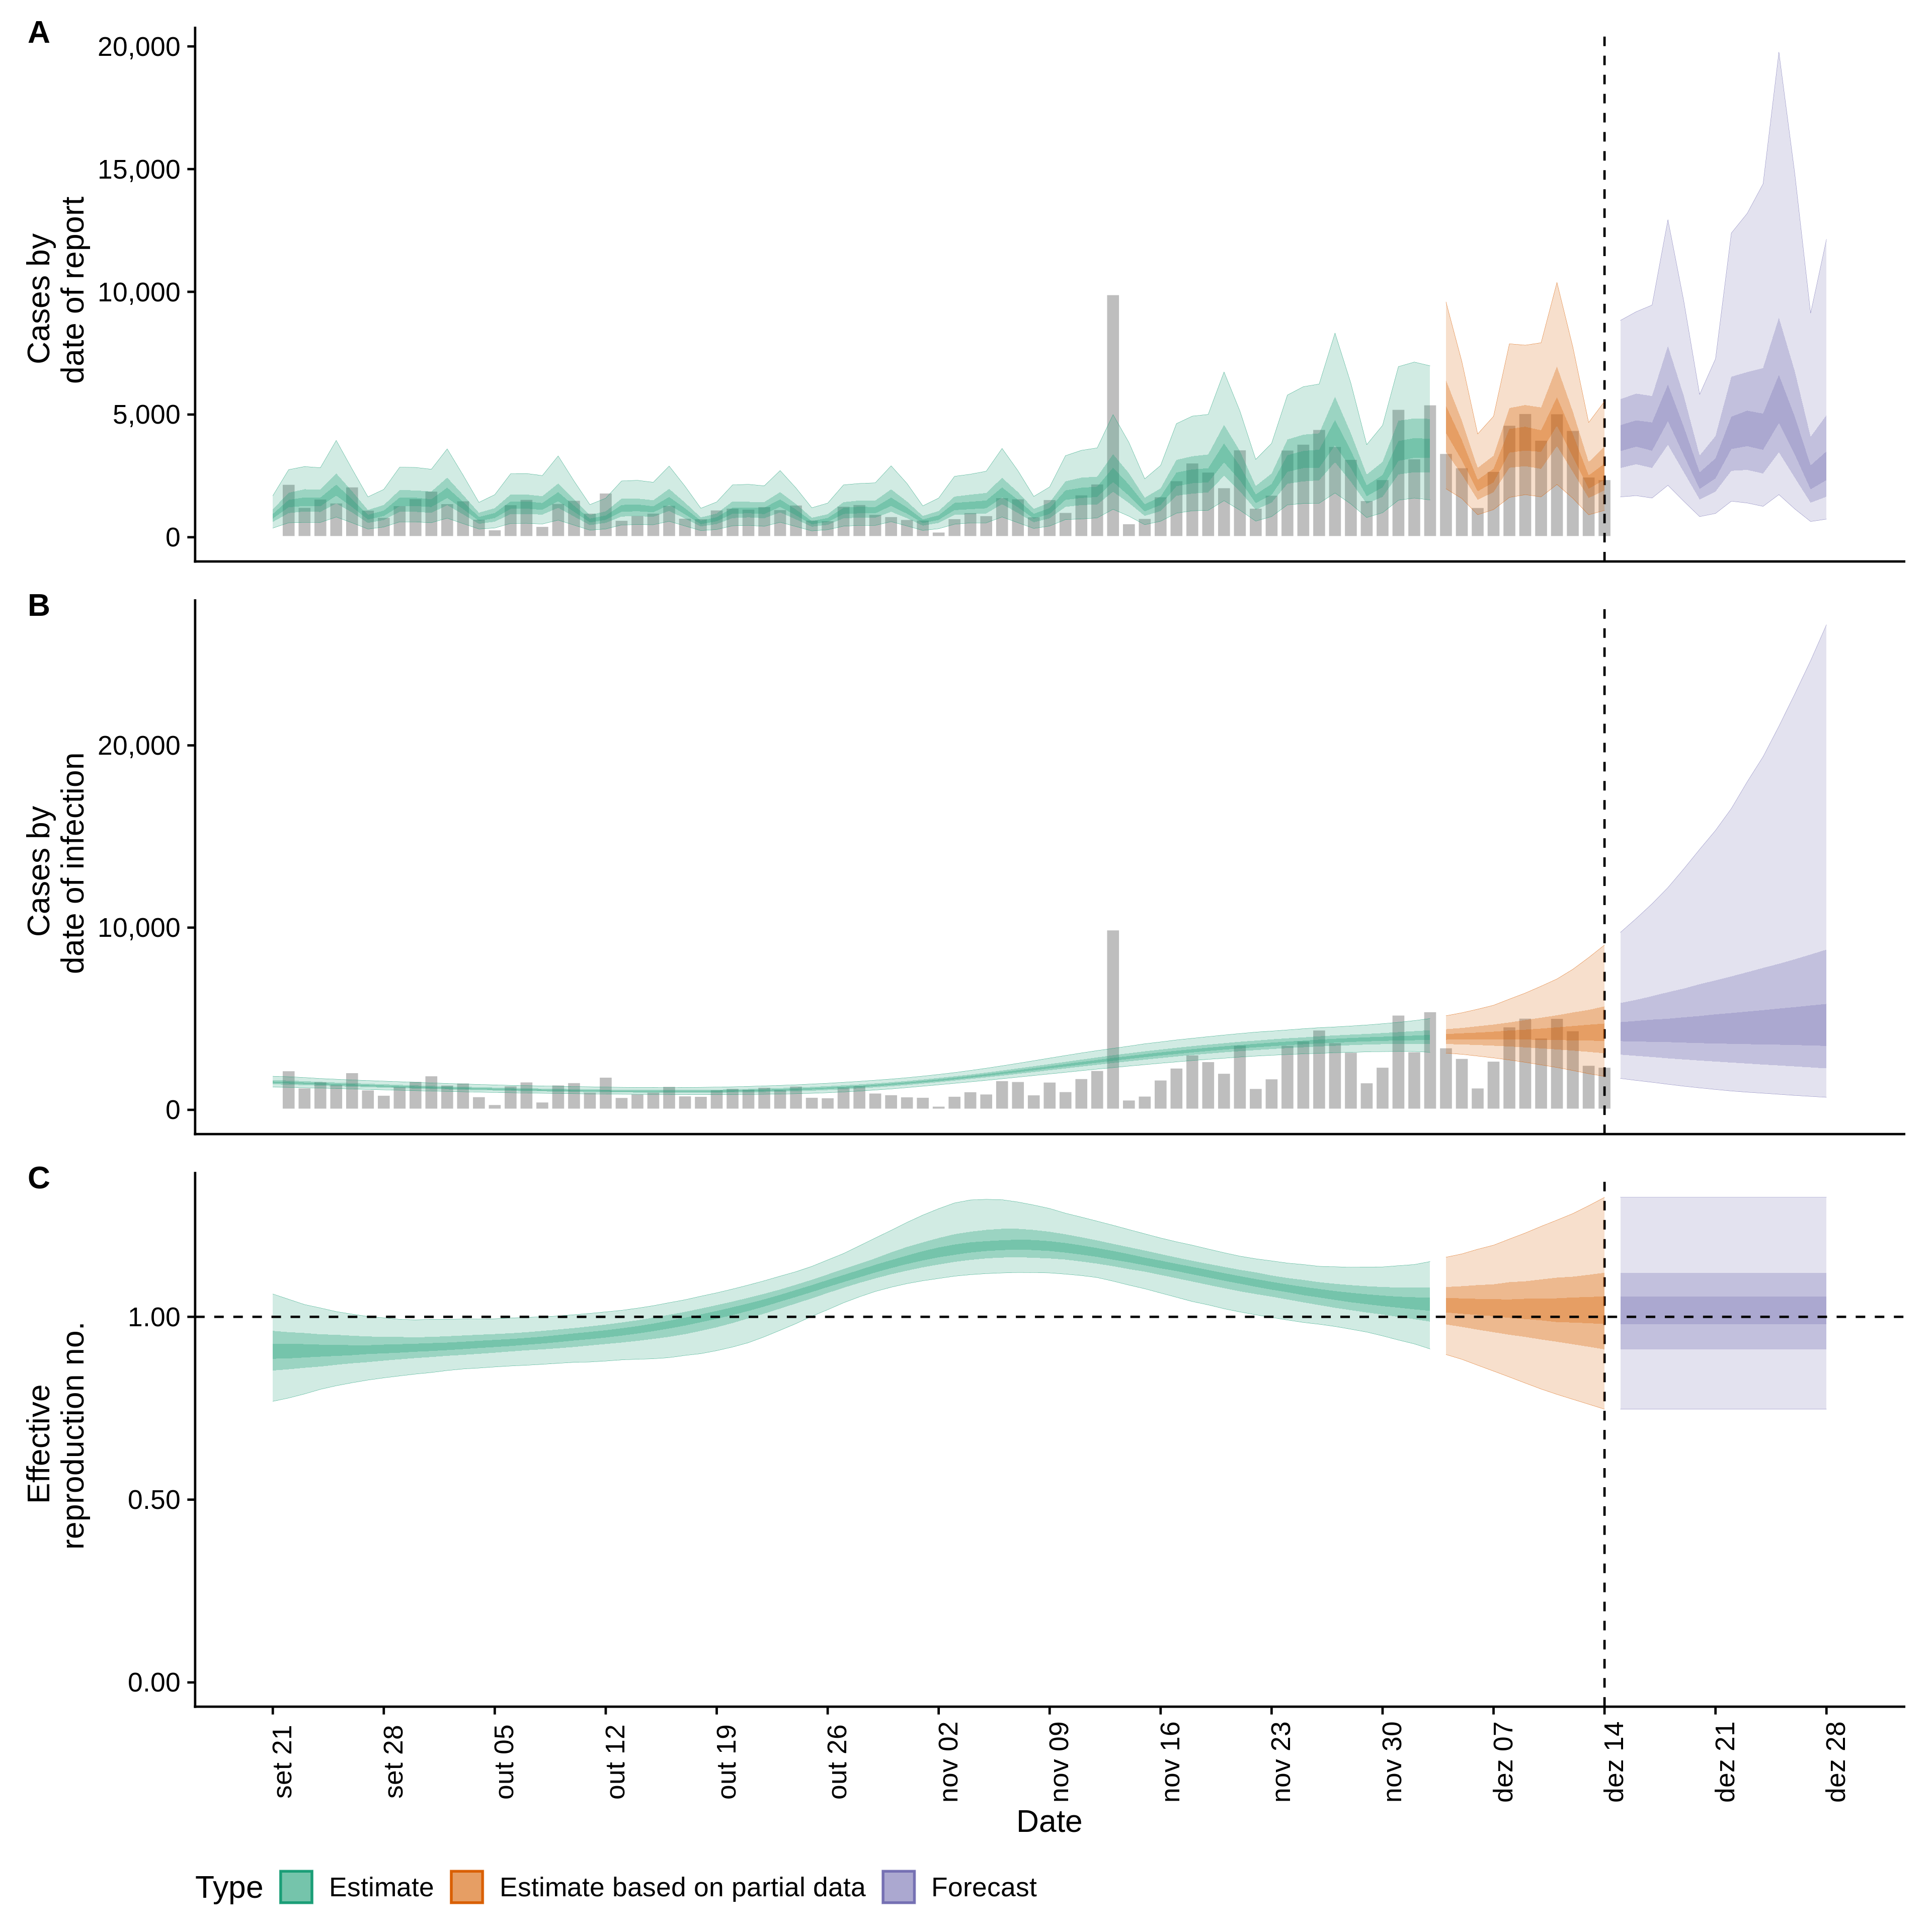 A
20,000
15,000
10,000
5,000
0
Cases by
date of report
B
20,000
10,000
0
Cases by
date of infection
C
1.00
0.50
0.00
Effective
reproduction no.
set 21
set 28
out 05
out 12
out 19
out 26
nov 02
nov 09
nov 16
nov 23
nov 30
dez 07
dez 14
dez 21
dez 28
Date
Type Estimate Estimate based on partial data Forecast